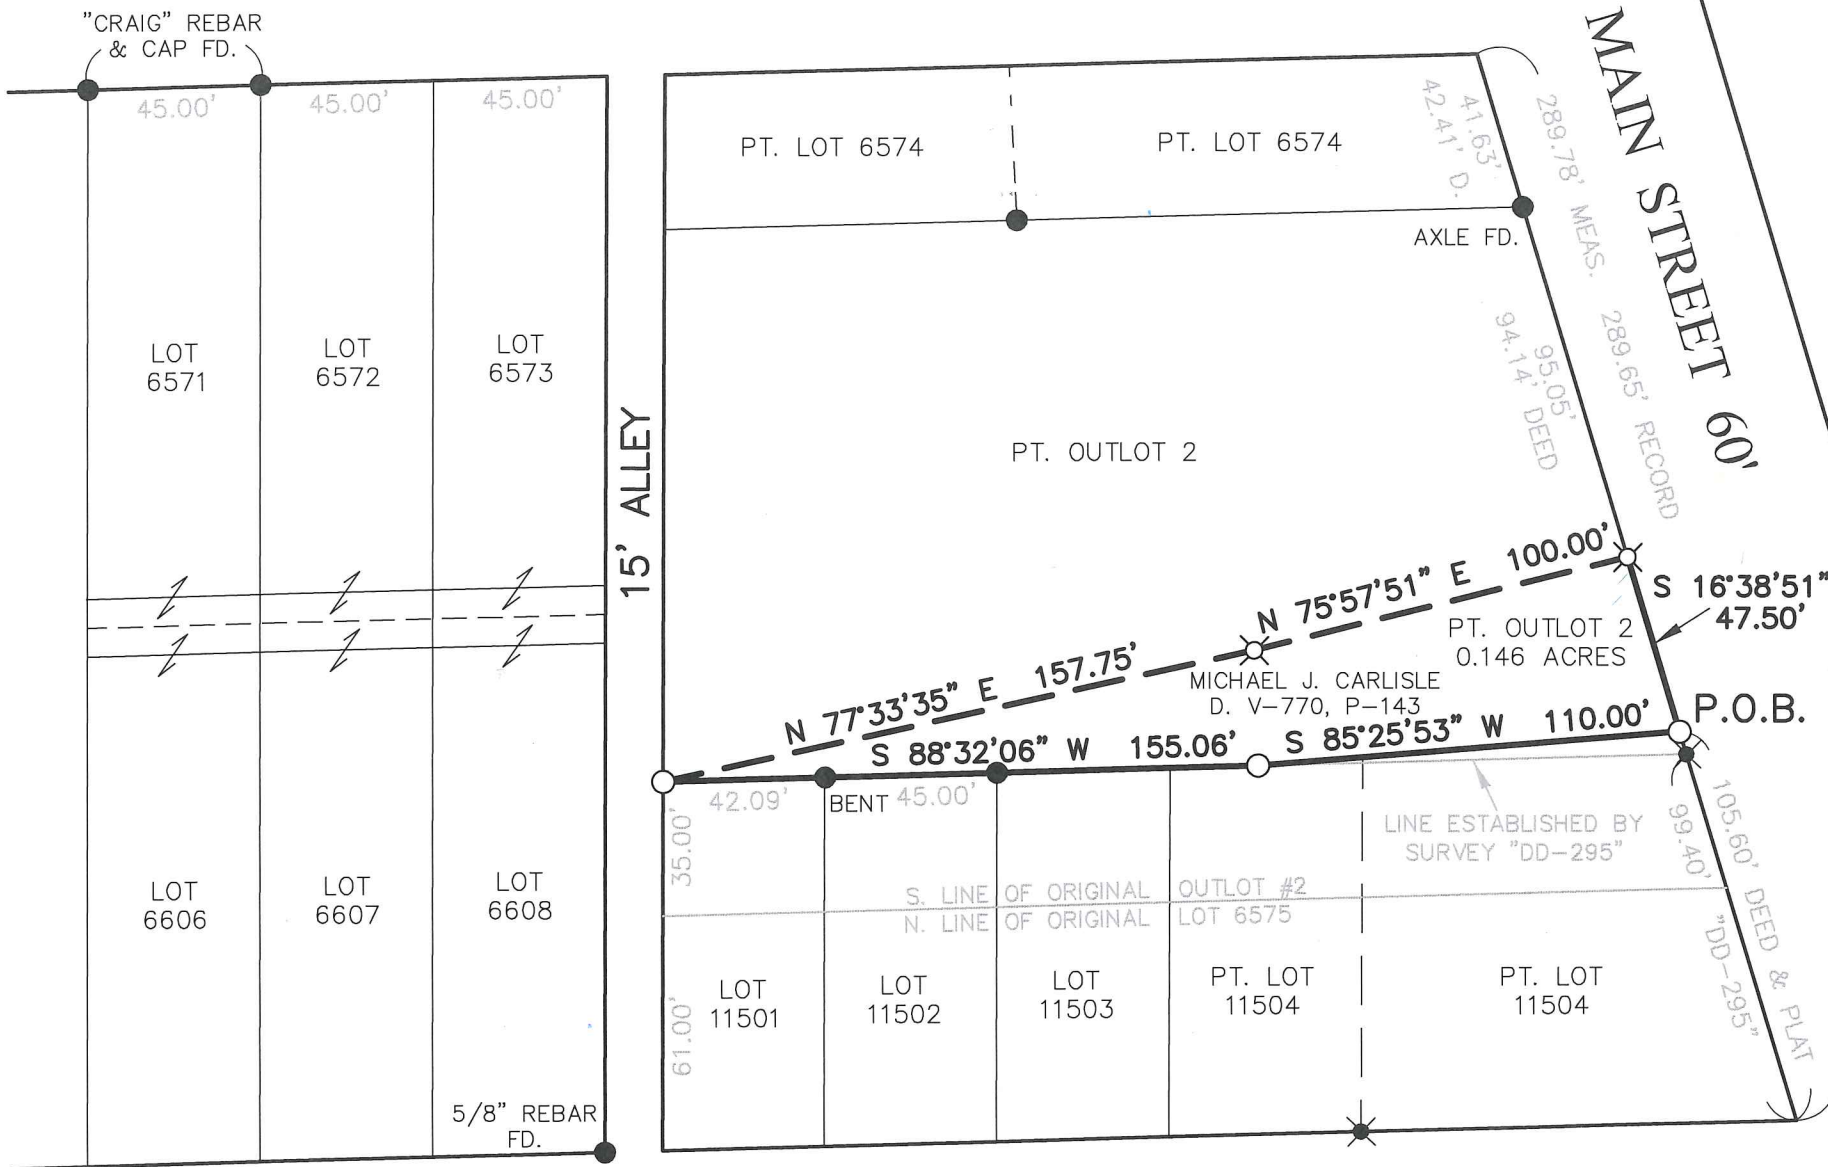 "CRAIG" REBAR
& CAP FD.
45.00'
45.00'
45.00'
PT. LOT 6574
PT. LOT 6574
41.63'
42.41' D.
289.78' MEAS. 289.65' RECORD
MAIN STREET 60'
AXLE FD.
LOT
6571
LOT
6572
LOT
6573
15' ALLEY
PT. OUTLOT 2
95.05'
94.14' DEED
N 75°57'51" E 100.00'
S 16°38'51"
47.50'
PT. OUTLOT 2
0.146 ACRES
N 77°33'35" E 157.75'
MICHAEL J. CARLISLE
D. V-770, P-143
P.O.B.
S 88°32'06" W 155.06'
S 85°25'53" W 110.00'
42.09'
BENT
45.00'
35.00'
LINE ESTABLISHED BY
SURVEY "DD-295"
105.60' DEED & PLAT
99.40' "DD-295"
LOT
6606
LOT
6607
LOT
6608
S. LINE OF ORIGINAL OUTLOT #2
N. LINE OF ORIGINAL LOT 6575
61.00'
LOT
11501
LOT
11502
LOT
11503
PT. LOT
11504
PT. LOT
11504
5/8" REBAR
FD.